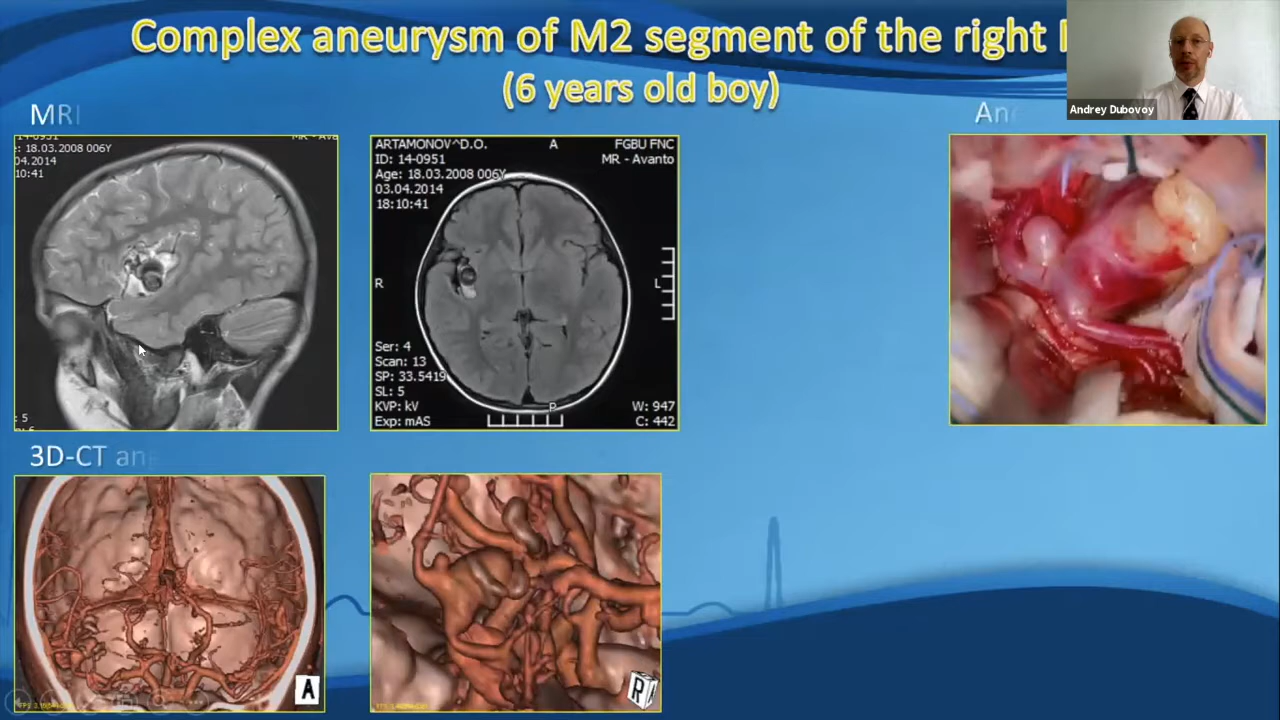 Complex aneurysm of M2 segment of the right
(6 years old boy)
Andrey Dubovoy
MRI
14-0951
: 18.03.2008 006Y
04.2014
10:41
: 5
ARTAMONOV^D.O.
ID: 14-0951
Age: 18.03.2008 006Y
03.04.2014
18:10:41
A
FGBU FNC
MR - Avanto
R
L
Ser: 4
Scan: 13
SP: 33.5419
SL: 5
KVP: kV
Exp: mAS
P
W: 947
C: 442
3D-CT
A
R